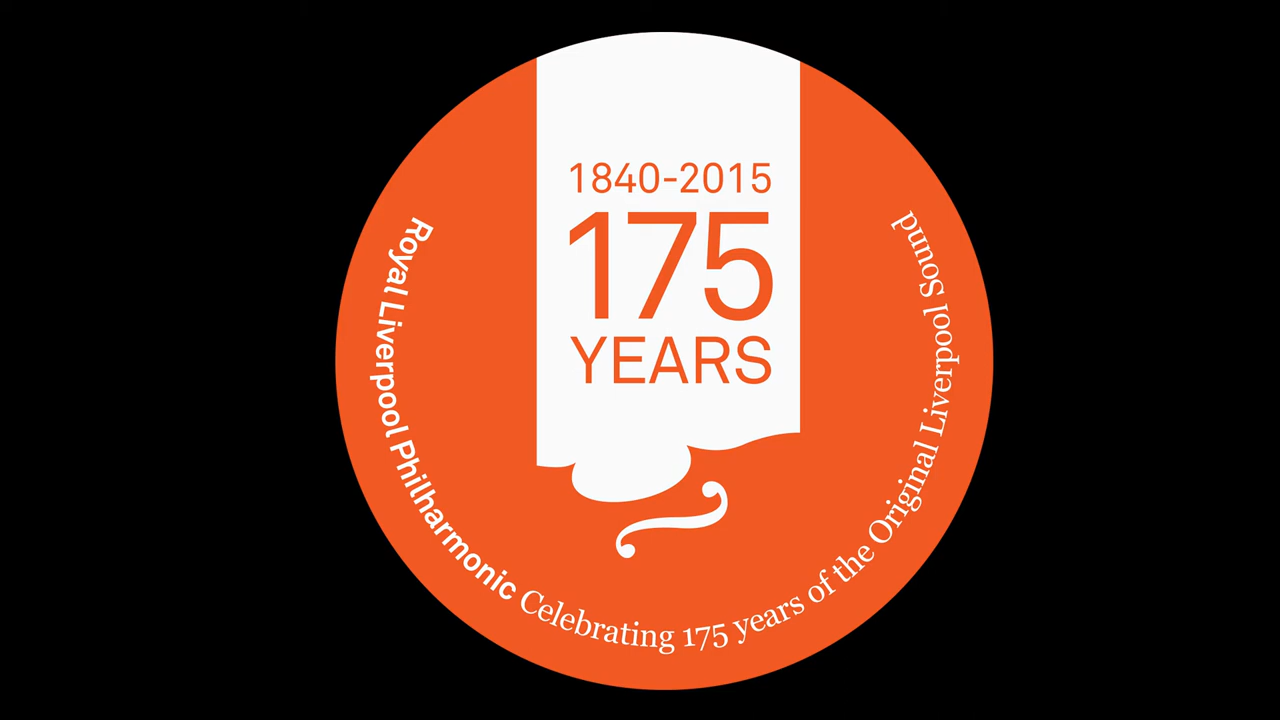 1840-2015
175
YEARS
Royal Liverpool Philharmonic Celebrating 175 years of the Original Liverpool Sound